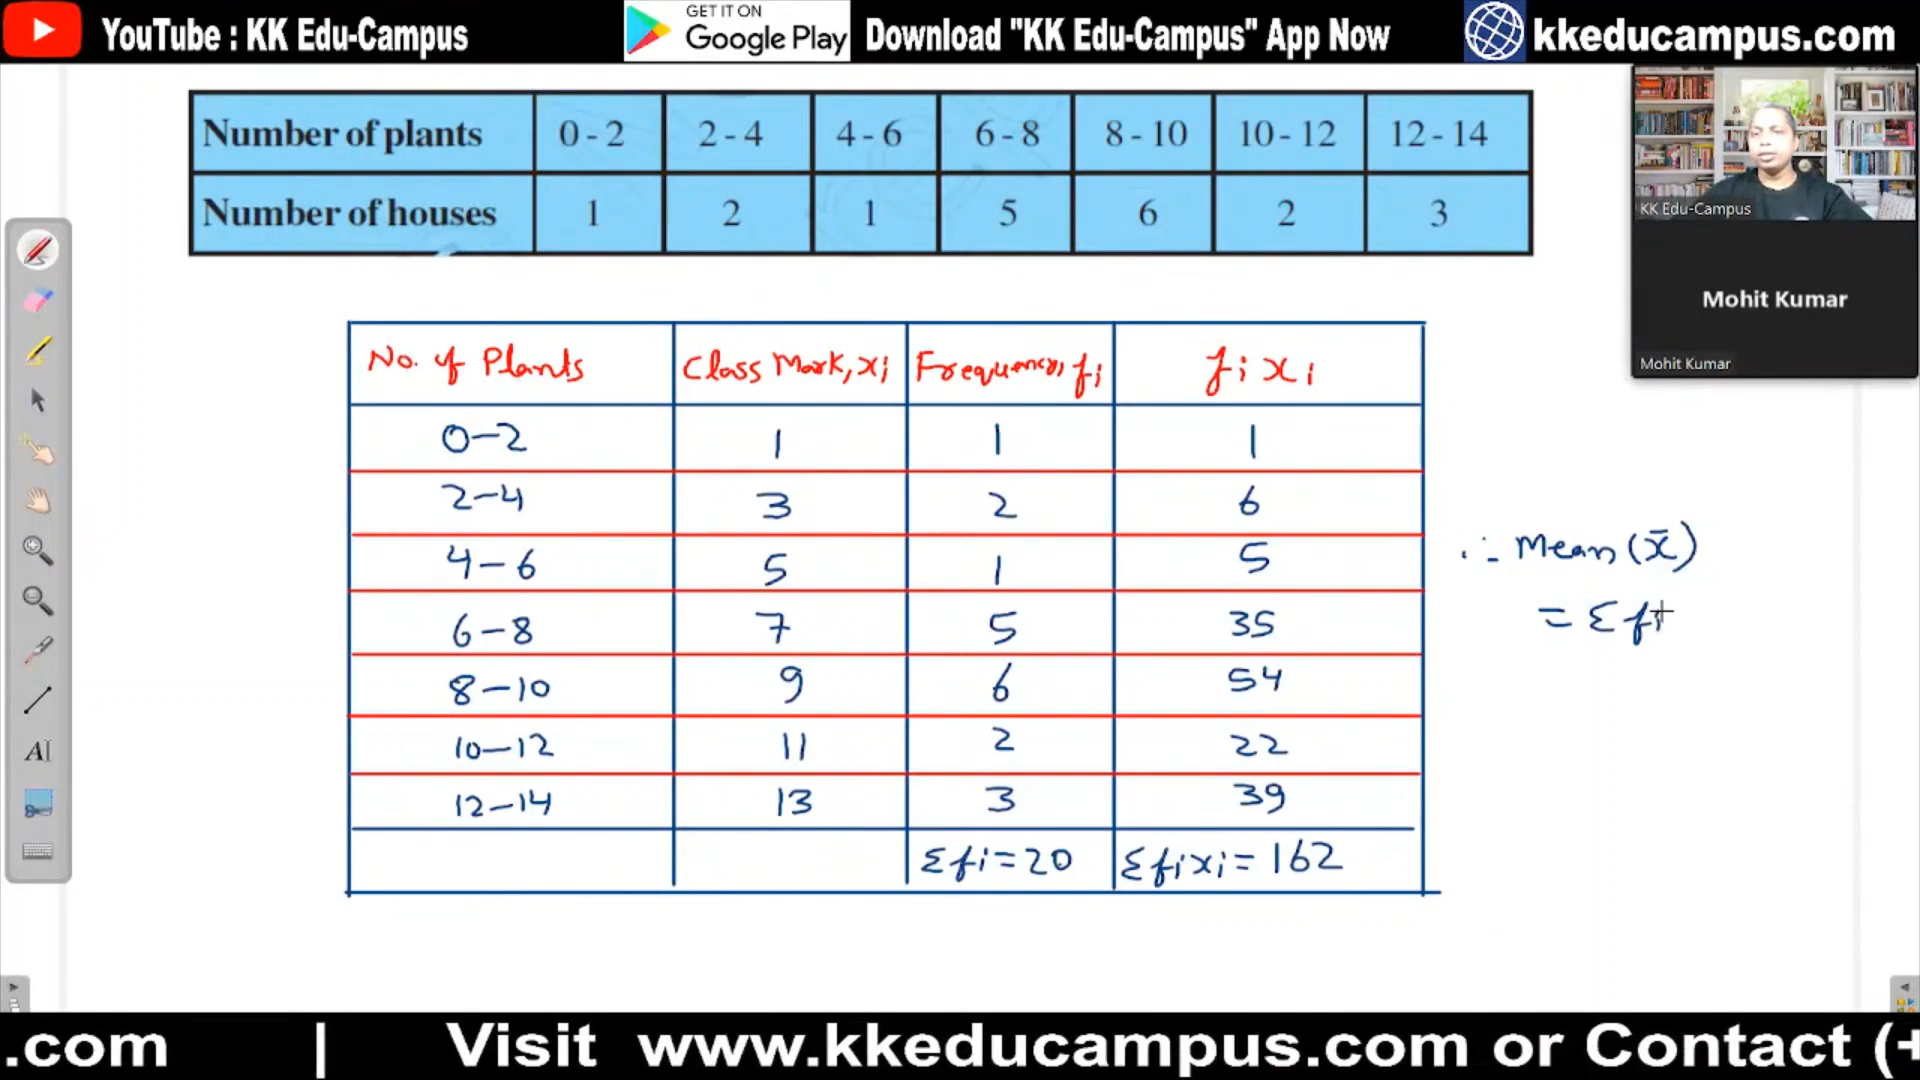 YouTube : KK Edu-Campus
GET IT ON
Google Play
Download "KK Edu-Campus" App Now
kkeducampus.com
Number of plants 0 - 2 2 - 4 4 - 6 6 - 8 8 - 10 10 - 12 12 - 14
Number of houses 1 2 1 5 6 2 3
KK Edu-Campus
Mohit Kumar
Mohit Kumar
No. of Plants Class Mark, xi Frequency, fi fi xi
0-2 1 1 1
2-4 3 2 6
4-6 5 1 5
6-8 7 5 35
8-10 9 6 54
10-12 11 2 22
12-14 13 3 39
Σfi = 20 Σfixi = 162
∴ Mean (x̄)
= Σfi
AI
.com | Visit www.kkeducampus.com or Contact (+